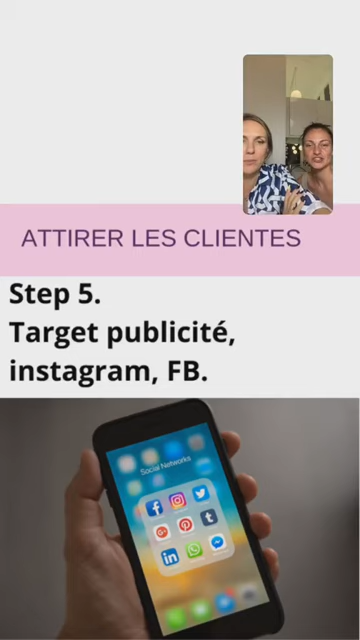 ATTIRER LES CLIENTES
Step 5.
Target publicité,
instagram, FB.
Social Networks